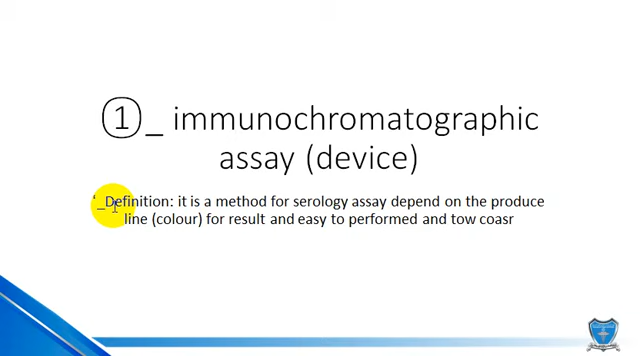 1_ immunochromatographic
assay (device)
‘_Definition: it is a method for serology assay depend on the produce
line (colour) for result and easy to performed and tow coasr